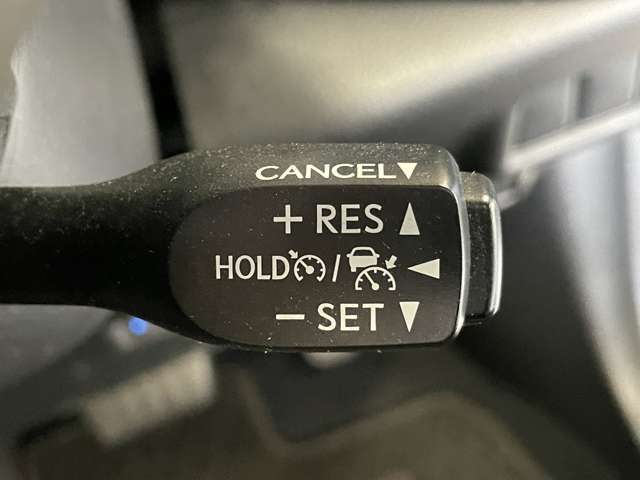 CANCEL▼
+ RES ▲
HOLD / ◀
− SET ▼